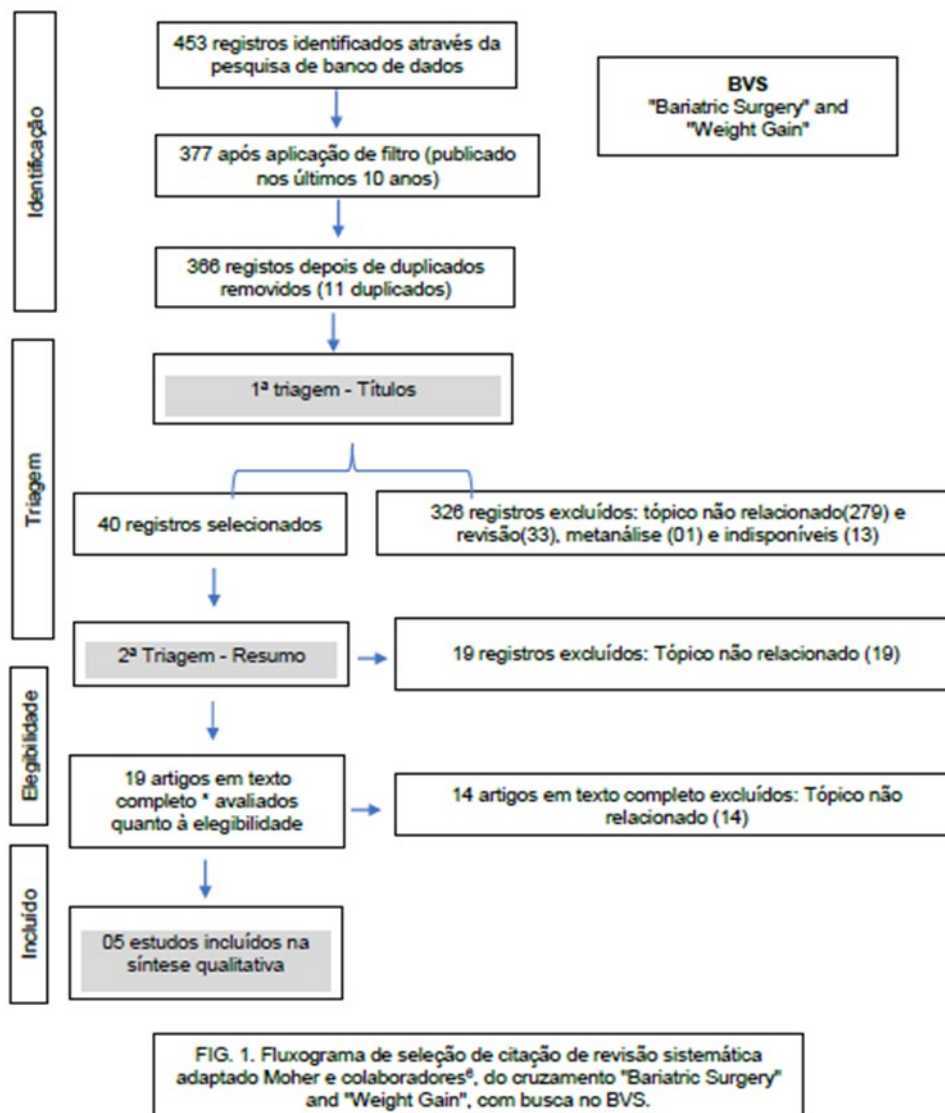 453 registros identificados através da
pesquisa de banco de dados
BVS
"Bariatric Surgery" and
"Weight Gain"
Identificação
377 após aplicação de filtro (publicado
nos últimos 10 anos)
366 registos depois de duplicados
removidos (11 duplicados)
Triagem
1ª triagem - Títulos
40 registros selecionados
326 registros excluídos: tópico não relacionado(279) e
revisão(33), metanálise (01) e indisponíveis (13)
2ª Triagem - Resumo
19 registros excluídos: Tópico não relacionado (19)
Elegibilidade
19 artigos em texto
completo * avaliados
quanto à elegibilidade
14 artigos em texto completo excluídos: Tópico não
relacionado (14)
Incluído
05 estudos incluídos na
síntese qualitativa
FIG. 1. Fluxograma de seleção de citação de revisão sistemática
adaptado Moher e colaboradores⁶, do cruzamento "Bariatric Surgery"
and "Weight Gain", com busca no BVS.